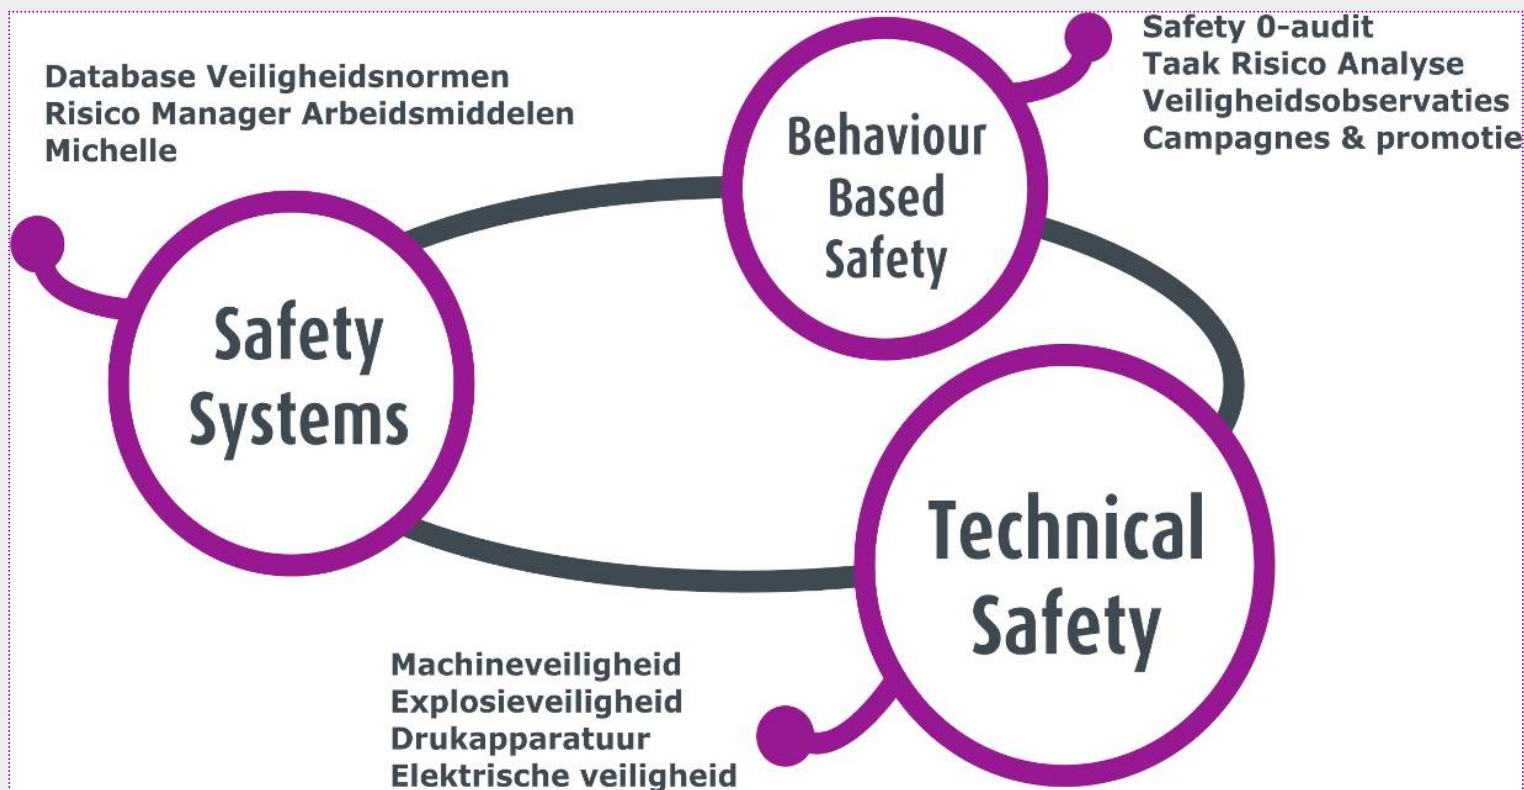 Database Veiligheidsnormen
Risico Manager Arbeidsmiddelen
Michelle
Safety
Systems
Behaviour
Based
Safety
Safety 0-audit
Taak Risico Analyse
Veiligheidsobservaties
Campagnes & promotie
Technical
Safety
Machineveiligheid
Explosieveiligheid
Drukapparatuur
Elektrische veiligheid